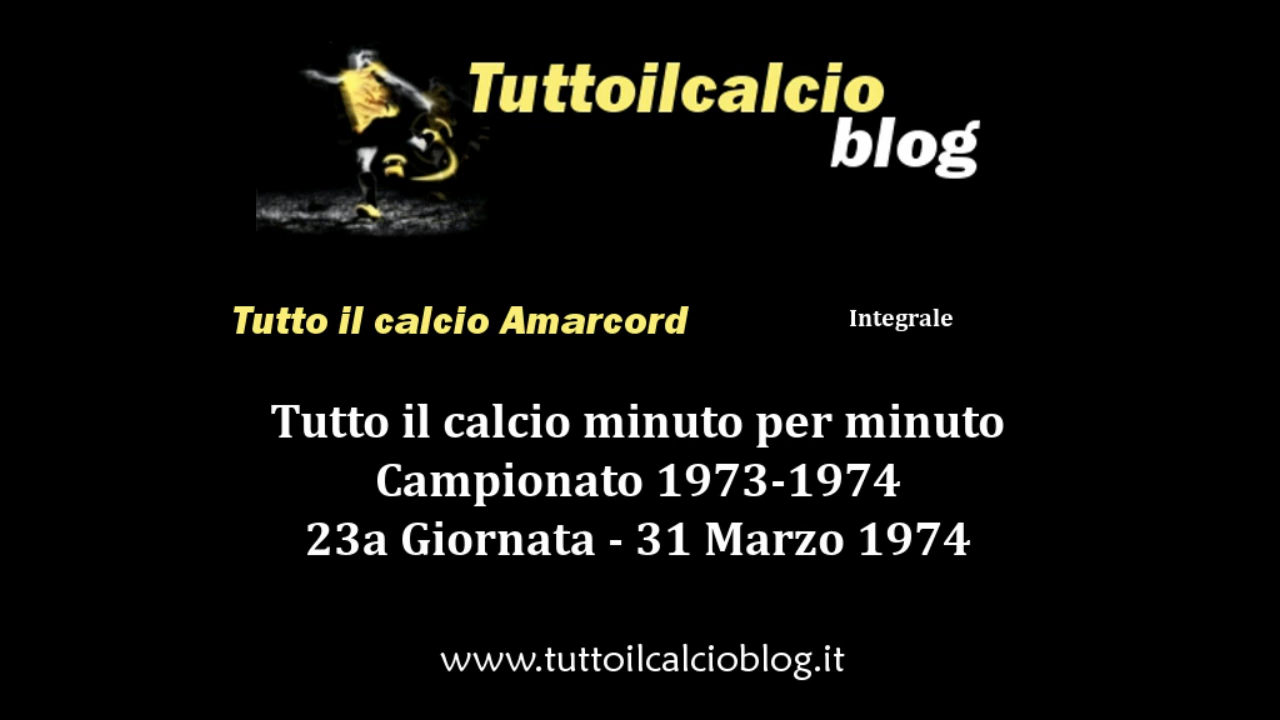 Tuttoilcalcio
blog
Tutto il calcio Amarcord
Integrale
Tutto il calcio minuto per minuto
Campionato 1973-1974
23a Giornata - 31 Marzo 1974
www.tuttoilcalcioblog.it